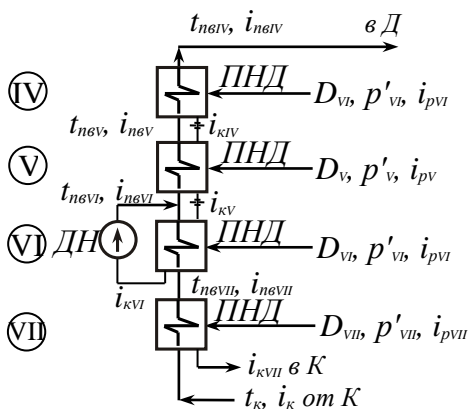 t_пвIV, i_пвIV в Д
IV ПНД D_VI, p'_VI, i_pVI
t_пвV, i_пвV i_кIV
V ПНД D_V, p'_V, i_pV
t_пвVI, i_пвVI i_кV
VI ДН ПНД D_VI, p'_VI, i_pVI
i_кVI t_пвVII, i_пвVII
VII ПНД D_VII, p'_VII, i_pVII
i_кVII в К
t_к, i_к от К